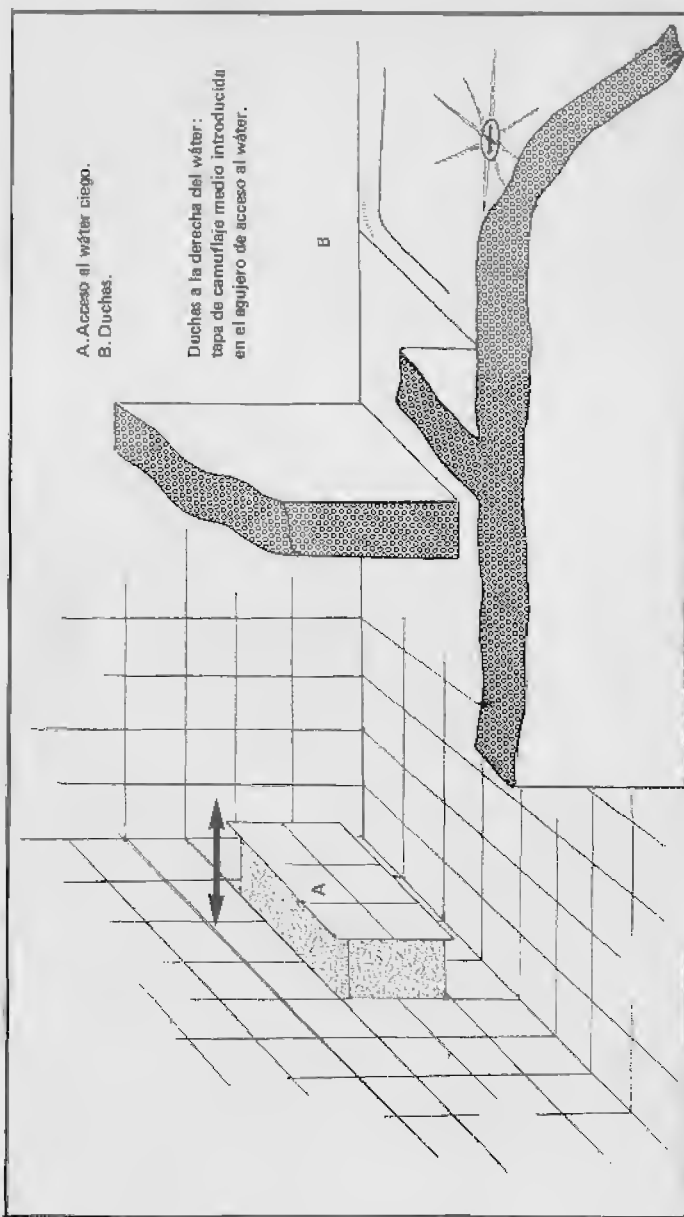 A. Acceso al wáter ciego.
B. Duchas.
Duchas a la derecha del wáter:
tapa de camuflaje medio introducida
en el agujero de acceso al wáter.
B
A